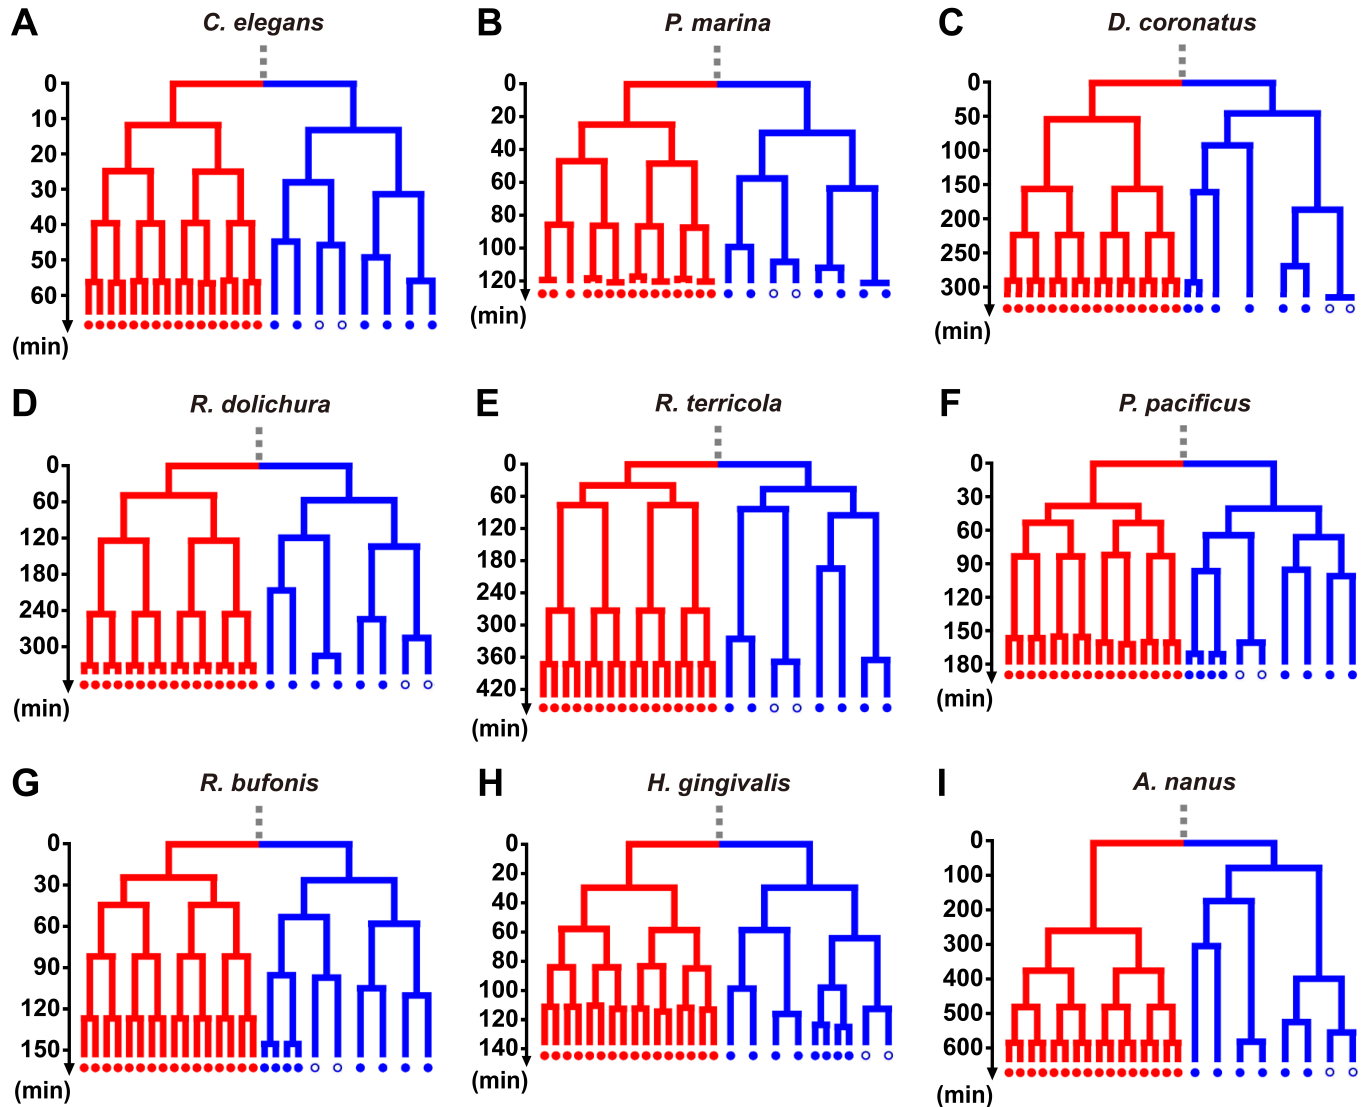 A
C. elegans
0
10
20
30
40
50
60
(min)
B
P. marina
0
20
40
60
80
100
120
(min)
C
D. coronatus
0
50
100
150
200
250
300
(min)
D
R. dolichura
0
60
120
180
240
300
(min)
E
R. terricola
0
60
120
180
240
300
360
420
(min)
F
P. pacificus
0
30
60
90
120
150
180
(min)
G
R. bufonis
0
30
60
90
120
150
(min)
H
H. gingivalis
0
20
40
60
80
100
120
140
(min)
I
A. nanus
0
100
200
300
400
500
600
(min)